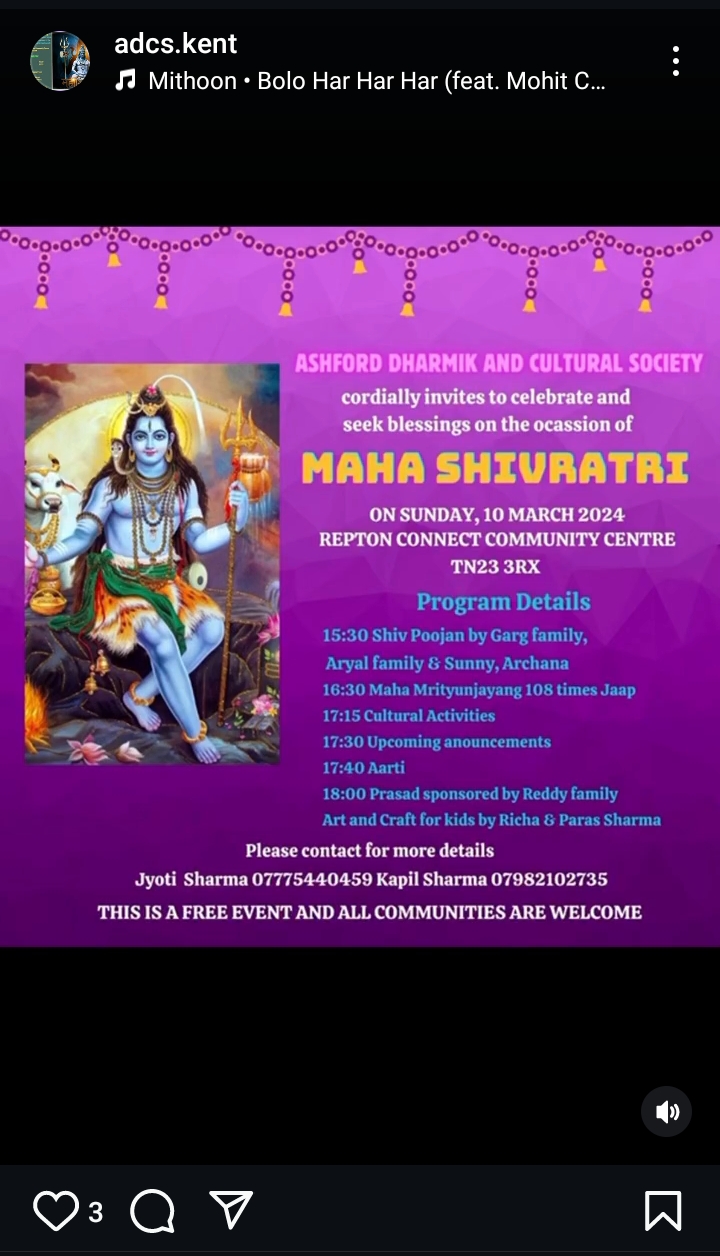 adcs.kent
Mithoon • Bolo Har Har Har (feat. Mohit C...
ASHFORD DHARMIK AND CULTURAL SOCIETY
cordially invites to celebrate and
seek blessings on the ocassion of
MAHA SHIVRATRI
ON SUNDAY, 10 MARCH 2024
REPTON CONNECT COMMUNITY CENTRE
TN23 3RX
Program Details
15:30 Shiv Poojan by Garg family,
Aryal family & Sunny, Archana
16:30 Maha Mrityunjayang 108 times Jaap
17:15 Cultural Activities
17:30 Upcoming anouncements
17:40 Aarti
18:00 Prasad sponsored by Reddy family
Art and Craft for kids by Richa & Paras Sharma
Please contact for more details
Jyoti Sharma 07775440459 Kapil Sharma 07982102735
THIS IS A FREE EVENT AND ALL COMMUNITIES ARE WELCOME
3